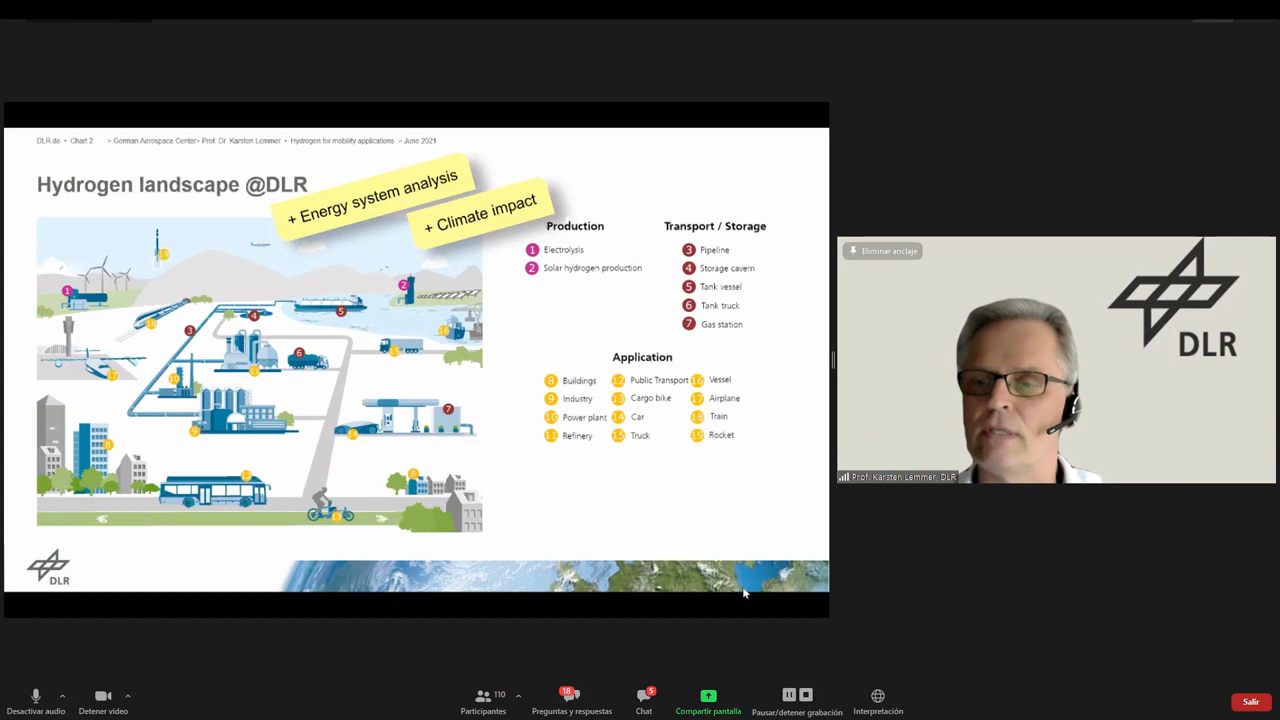 DLR.de • Chart 2 > German Aerospace Center> Prof. Dr. Karsten Lemmer • Hydrogen for mobility applications > June 2021
Hydrogen landscape @DLR
+ Energy system analysis
+ Climate impact
Production
1 Electrolysis
2 Solar hydrogen production
Transport / Storage
3 Pipeline
4 Storage cavern
5 Tank vessel
6 Tank truck
7 Gas station
Application
8 Buildings
9 Industry
10 Power plant
11 Refinery
12 Public Transport
13 Cargo bike
14 Car
15 Truck
16 Vessel
17 Airplane
18 Train
19 Rocket
DLR
Eliminar anclaje
DLR
Prof. Karsten Lemmer DLR
110
18
5
Desactivar audio
Detener video
Participantes
Preguntas y respuestas
Chat
Compartir pantalla
Pausar/detener grabación
Interpretación
Salir